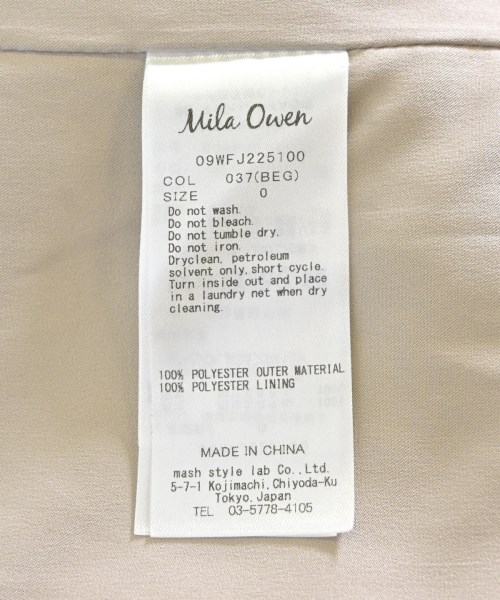 Mila Owen
09WFJ225100
COL 037(BEG)
SIZE 0
Do not wash.
Do not bleach.
Do not tumble dry.
Do not iron.
Dryclean, petroleum
solvent only, short cycle.
Turn inside out and place
in a laundry net when dry
cleaning.
100% POLYESTER OUTER MATERIAL
100% POLYESTER LINING
MADE IN CHINA
mash style lab Co., Ltd.
5-7-1 Kojimachi, Chiyoda-Ku
Tokyo, Japan
TEL 03-5778-4105